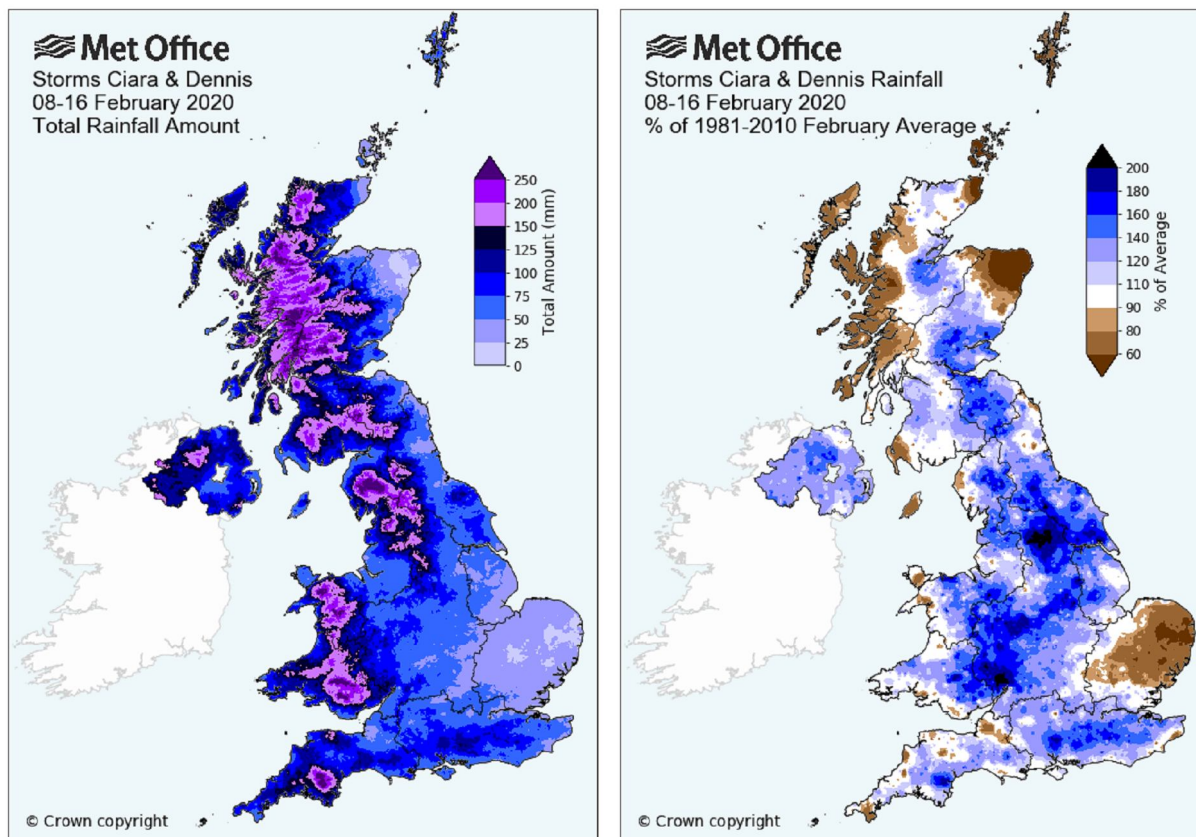 Met Office
Storms Ciara & Dennis
08-16 February 2020
Total Rainfall Amount
250
200
150
125
100
75
50
25
0
Total Amount (mm)
© Crown copyright
Met Office
Storms Ciara & Dennis Rainfall
08-16 February 2020
% of 1981-2010 February Average
200
180
160
140
120
110
90
80
60
% of Average
© Crown copyright